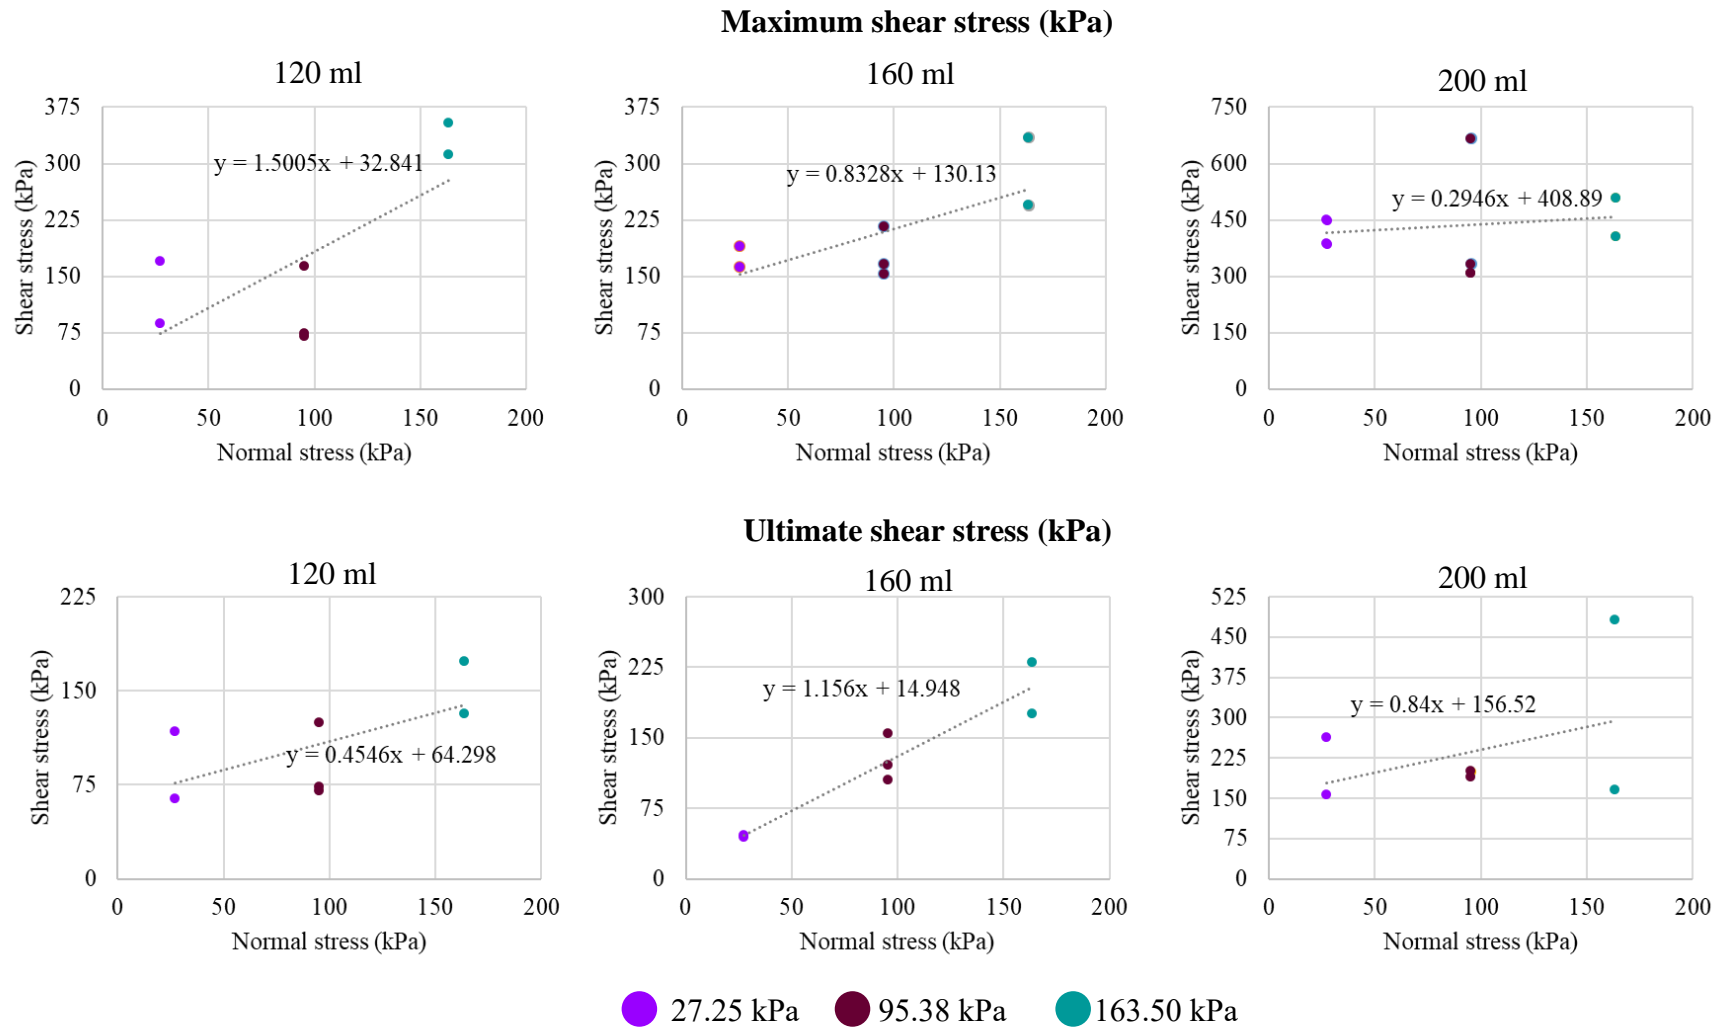 Maximum shear stress (kPa)
120 ml
375
300
225
150
75
0
0 50 100 150 200
Shear stress (kPa)
Normal stress (kPa)
y = 1.5005x + 32.841
160 ml
375
300
225
150
75
0
0 50 100 150 200
Shear stress (kPa)
Normal stress (kPa)
y = 0.8328x + 130.13
200 ml
750
600
450
300
150
0
0 50 100 150 200
Shear stress (kPa)
Normal stress (kPa)
y = 0.2946x + 408.89
Ultimate shear stress (kPa)
120 ml
225
150
75
0
0 50 100 150 200
Shear stress (kPa)
Normal stress (kPa)
y = 0.4546x + 64.298
160 ml
300
225
150
75
0
0 50 100 150 200
Shear stress (kPa)
Normal stress (kPa)
y = 1.156x + 14.948
200 ml
525
450
375
300
225
150
75
0
0 50 100 150 200
Shear stress (kPa)
Normal stress (kPa)
y = 0.84x + 156.52
27.25 kPa 95.38 kPa 163.50 kPa